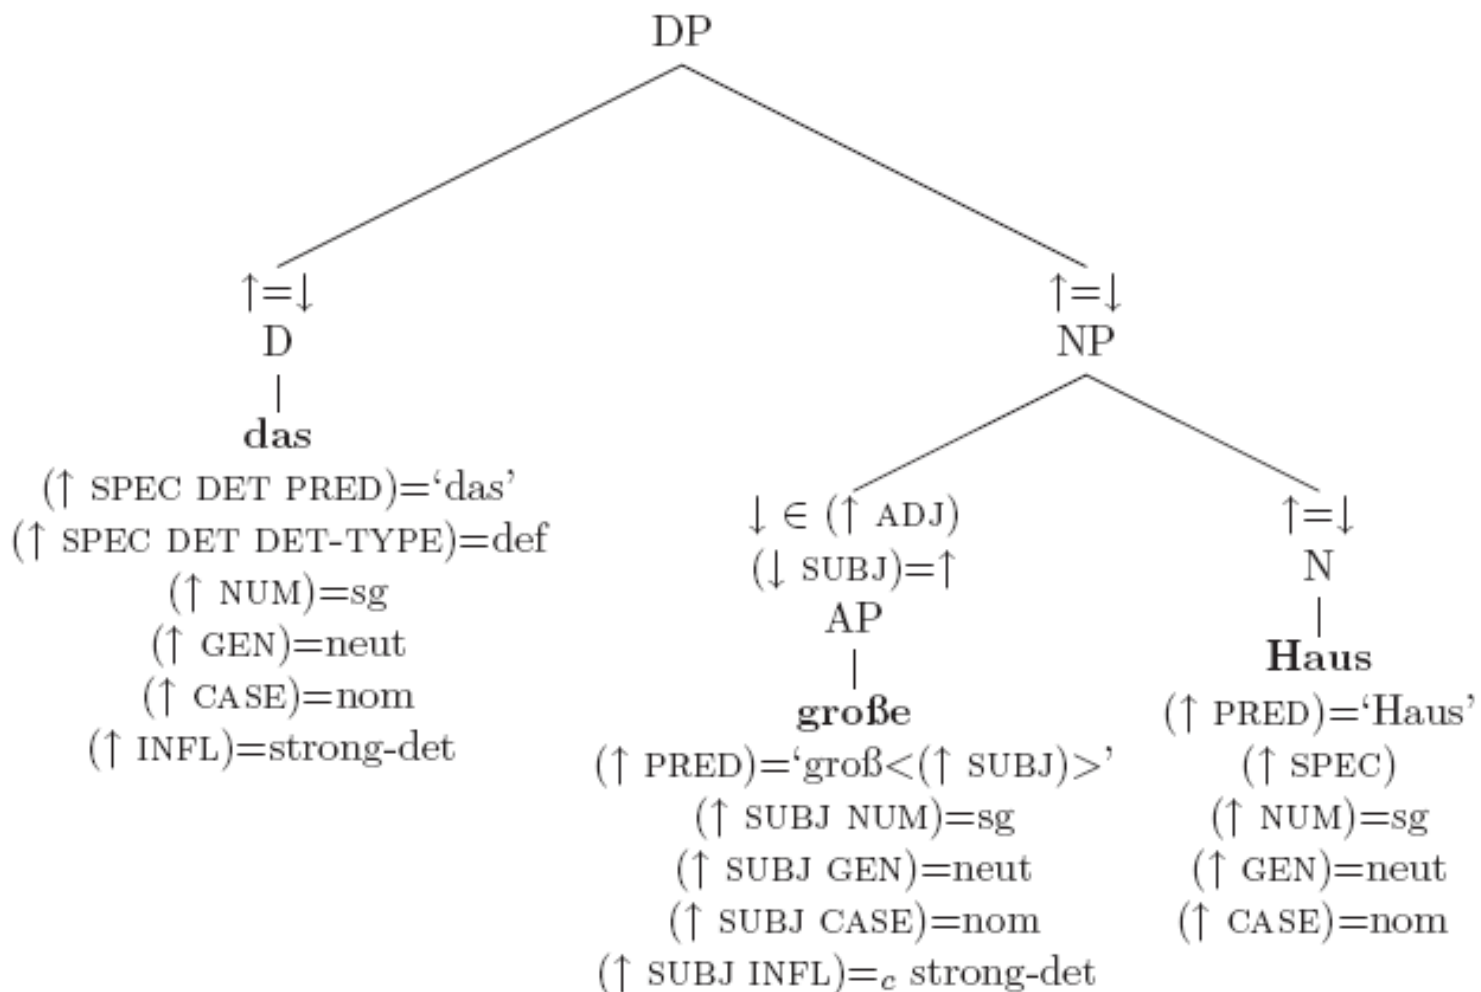 DP
↑=↓
D
das
(↑ SPEC DET PRED)=‘das’
(↑ SPEC DET DET-TYPE)=def
(↑ NUM)=sg
(↑ GEN)=neut
(↑ CASE)=nom
(↑ INFL)=strong-det
↑=↓
NP
↓ ∈ (↑ ADJ)
(↓ SUBJ)=↑
AP
große
(↑ PRED)=‘groß<(↑ SUBJ)>’
(↑ SUBJ NUM)=sg
(↑ SUBJ GEN)=neut
(↑ SUBJ CASE)=nom
(↑ SUBJ INFL)=c strong-det
↑=↓
N
Haus
(↑ PRED)=‘Haus’
(↑ SPEC)
(↑ NUM)=sg
(↑ GEN)=neut
(↑ CASE)=nom